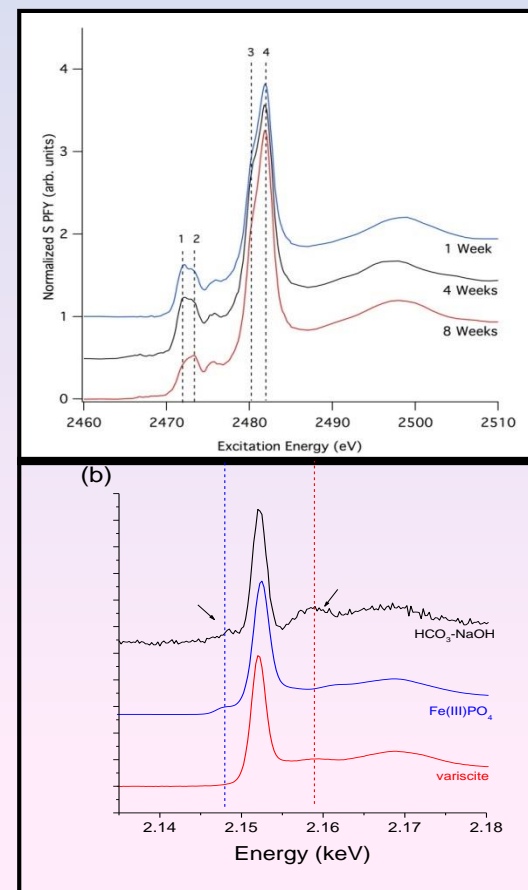 4
3
2
1
0
Normalized S PFY (arb. units)
1 2
3 4
1 Week
4 Weeks
8 Weeks
2460 2470 2480 2490 2500 2510
Excitation Energy (eV)
(b)
HCO₃-NaOH
Fe(III)PO₄
variscite
2.14 2.15 2.16 2.17 2.18
Energy (keV)